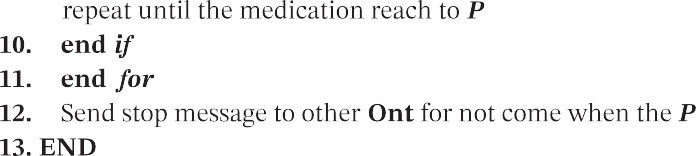 repeat until the medication reach to P
10. end if
11. end for
12. Send stop message to other Ont for not come when the P
13. END